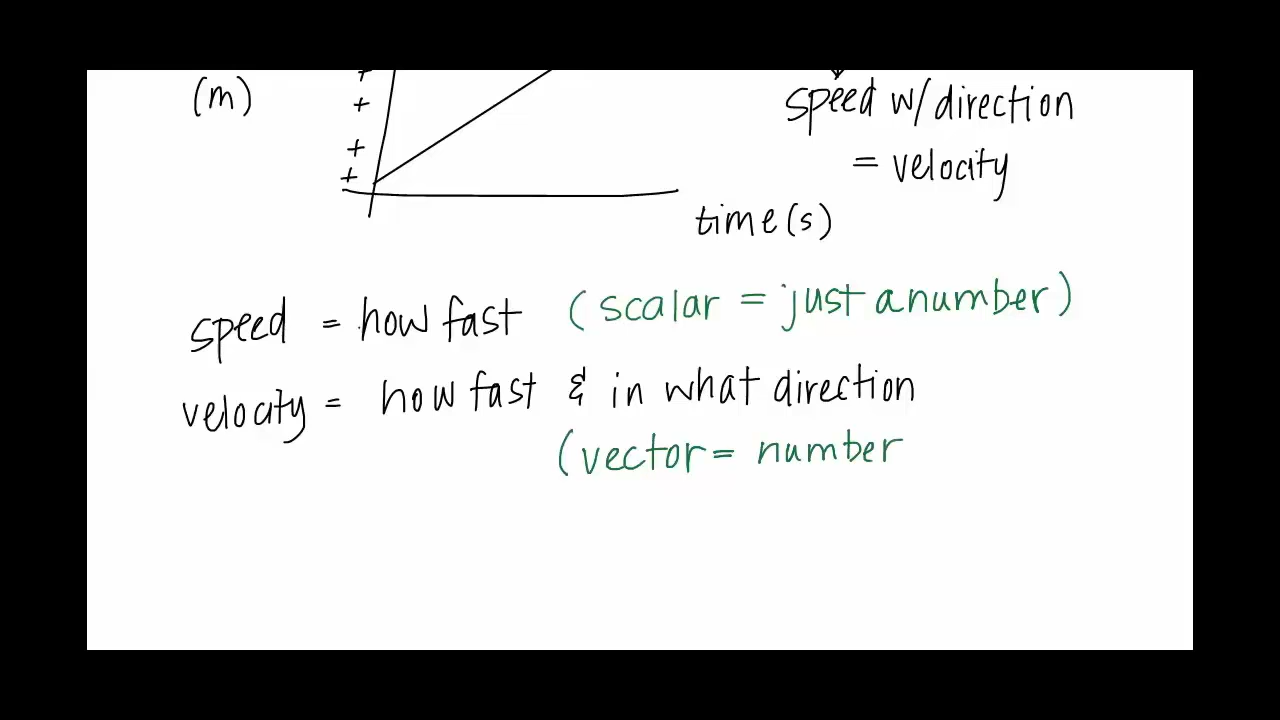 (m)
speed w/direction
= velocity
time(s)
speed = how fast (scalar = just a number)
velocity = how fast & in what direction
(vector = number